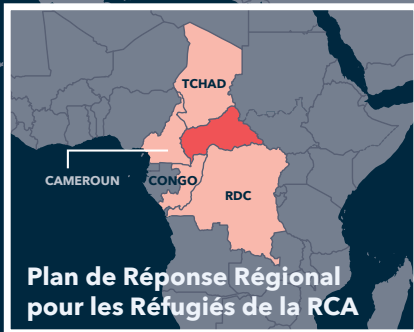 TCHAD
CAMEROUN
CONGO
RDC
Plan de Réponse Régional
pour les Réfugiés de la RCA